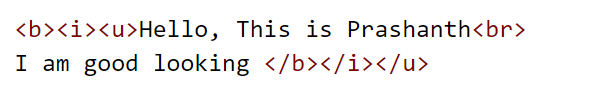 <b><i><u>Hello, This is Prashanth<br>
I am good looking </b></i></u>